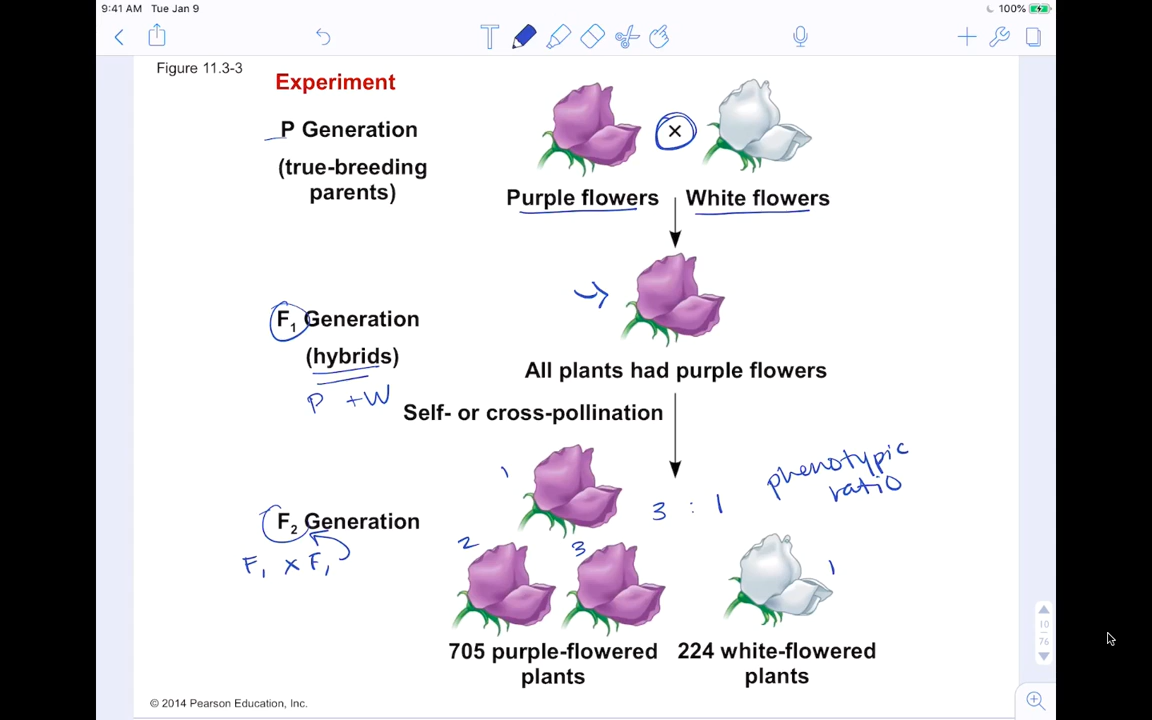 9:41 AM Tue Jan 9
100%
Figure 11.3-3
Experiment
P Generation
(true-breeding
parents)
×
Purple flowers
White flowers
F₁ Generation
(hybrids)
P + W
All plants had purple flowers
Self- or cross-pollination
phenotypic
ratio
1
3 : 1
F₂ Generation
F₁ × F₁
2
3
1
705 purple-flowered
plants
224 white-flowered
plants
10
76
© 2014 Pearson Education, Inc.